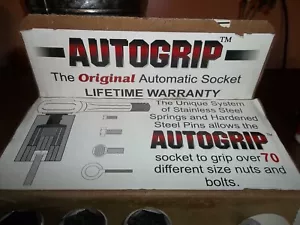 AUTOGRIP™
The Original Automatic Socket
LIFETIME WARRANTY
The Unique System
of Stainless Steel
Springs and Hardened
Steel Pins allows the
AUTOGRIP™
socket to grip over 70
different size nuts and
bolts.